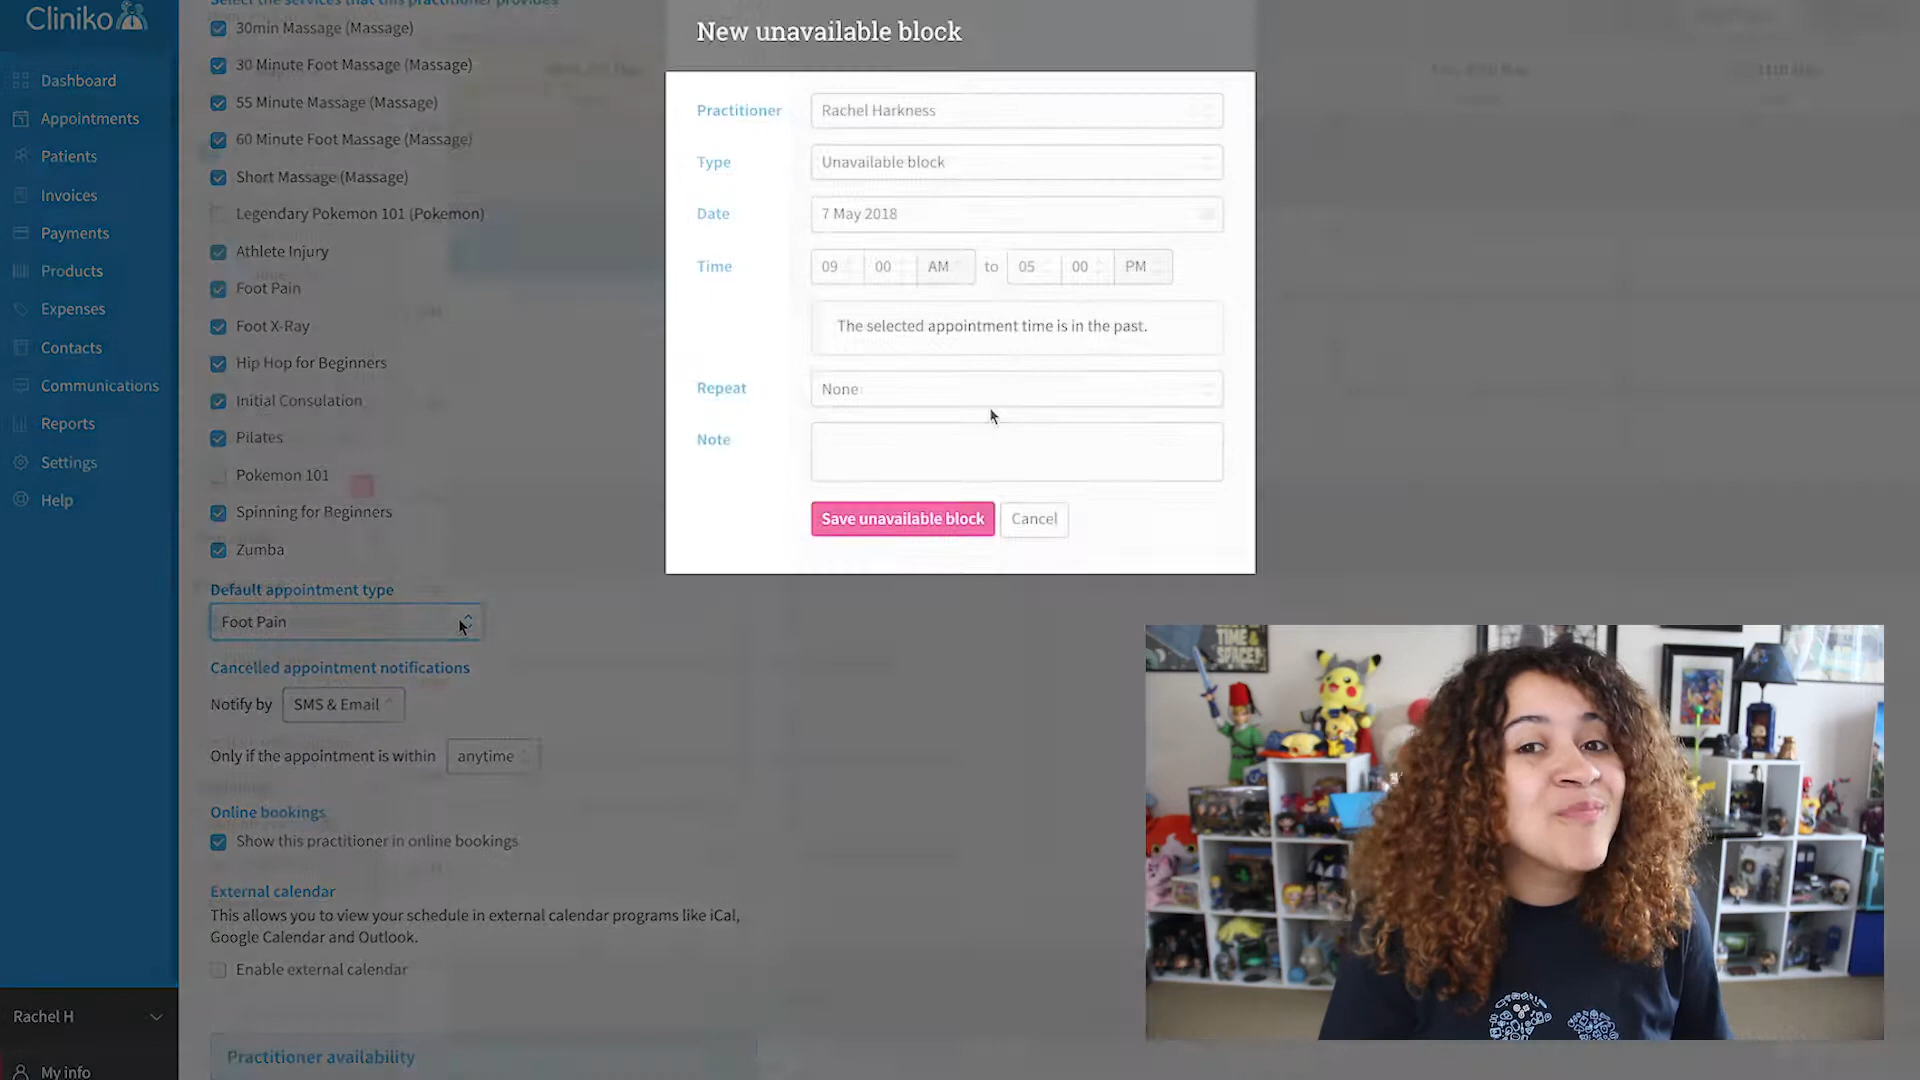 Cliniko
Dashboard
Appointments
Patients
Invoices
Payments
Products
Expenses
Contacts
Communications
Reports
Settings
Help
Rachel H
My info
Select the services that this practitioner provides
30min Massage (Massage)
30 Minute Foot Massage (Massage)
55 Minute Massage (Massage)
60 Minute Foot Massage (Massage)
Short Massage (Massage)
Legendary Pokemon 101 (Pokemon)
Athlete Injury
Foot Pain
Foot X-Ray
Hip Hop for Beginners
Initial Consulation
Pilates
Pokemon 101
Spinning for Beginners
Zumba
Default appointment type
Foot Pain
Cancelled appointment notifications
Notify by SMS & Email
Only if the appointment is within anytime
Online bookings
Show this practitioner in online bookings
External calendar
This allows you to view your schedule in external calendar programs like iCal,
Google Calendar and Outlook.
Enable external calendar
Practitioner availability
New unavailable block
Practitioner Rachel Harkness
Type Unavailable block
Date 7 May 2018
Time 09 00 AM to 05 00 PM
The selected appointment time is in the past.
Repeat None
Note
Save unavailable block Cancel
TIME &
SPACE